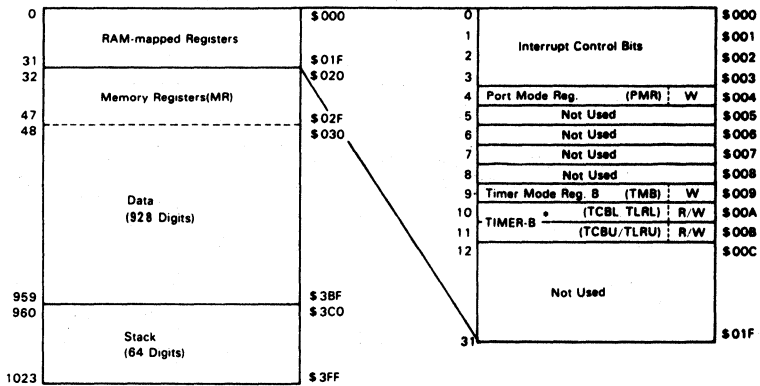 0 $000
RAM-mapped Registers
31 $01F
32 $020
Memory Registers(MR)
47 $02F
48 $030
Data
(928 Digits)
959 $3BF
960 $3C0
Stack
(64 Digits)
1023 $3FF
0 $000
1 $001
Interrupt Control Bits
2 $002
3 $003
4 Port Mode Reg. (PMR) W $004
5 Not Used $005
6 Not Used $006
7 Not Used $007
8 Not Used $008
9 Timer Mode Reg. B (TMB) W $009
10 (TCBL TLRL) R/W $00A
TIMER-B *
11 (TCBU/TLRU) R/W $00B
12 $00C
Not Used
31 $01F